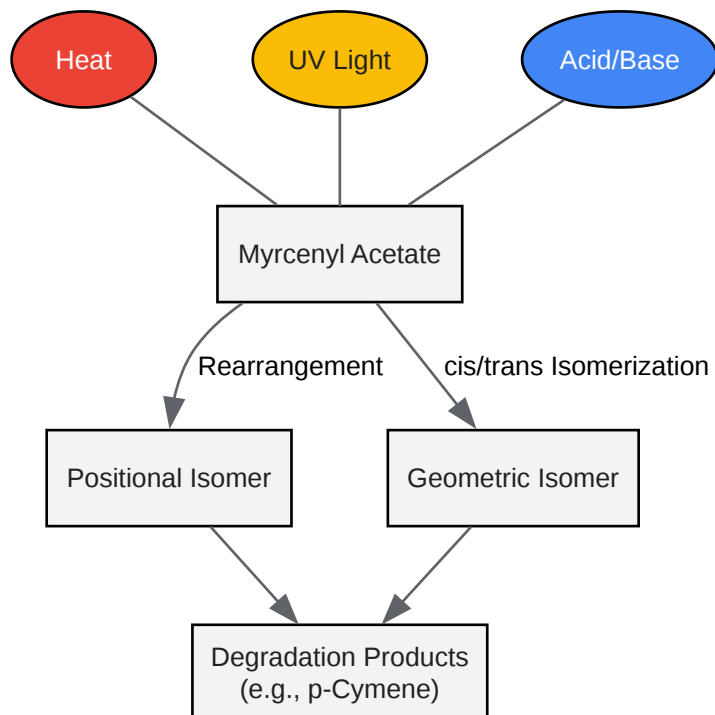 Heat
UV Light
Acid/Base
Myrcenyl Acetate
Rearrangement
cis/trans Isomerization
Positional Isomer
Geometric Isomer
Degradation Products
(e.g., p-Cymene)